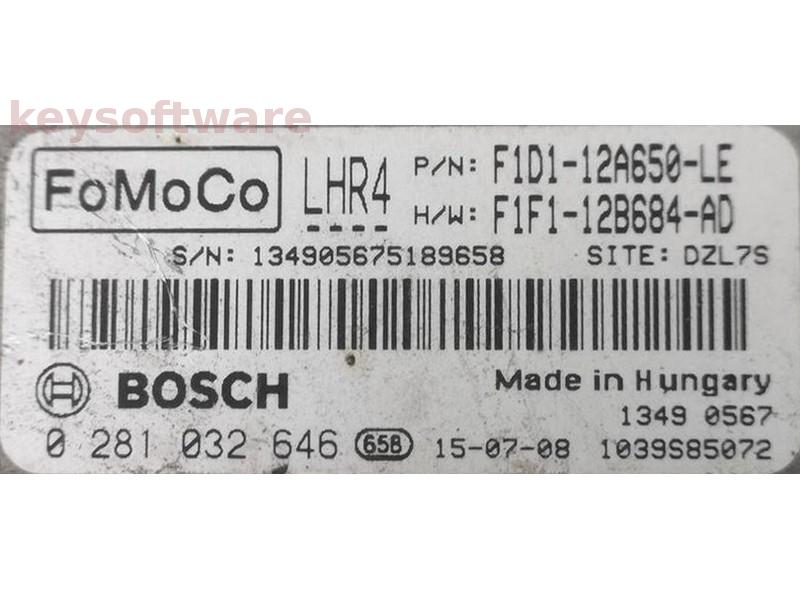 keysoftware
FoMoCo LHR4 P/N: F1D1-12A650-LE
H/W: F1F1-12B684-AD
S/N: 134905675189658 SITE: DZL7S
BOSCH Made in Hungary
1349 0567
0 281 032 646 658 15-07-08 1039S85072